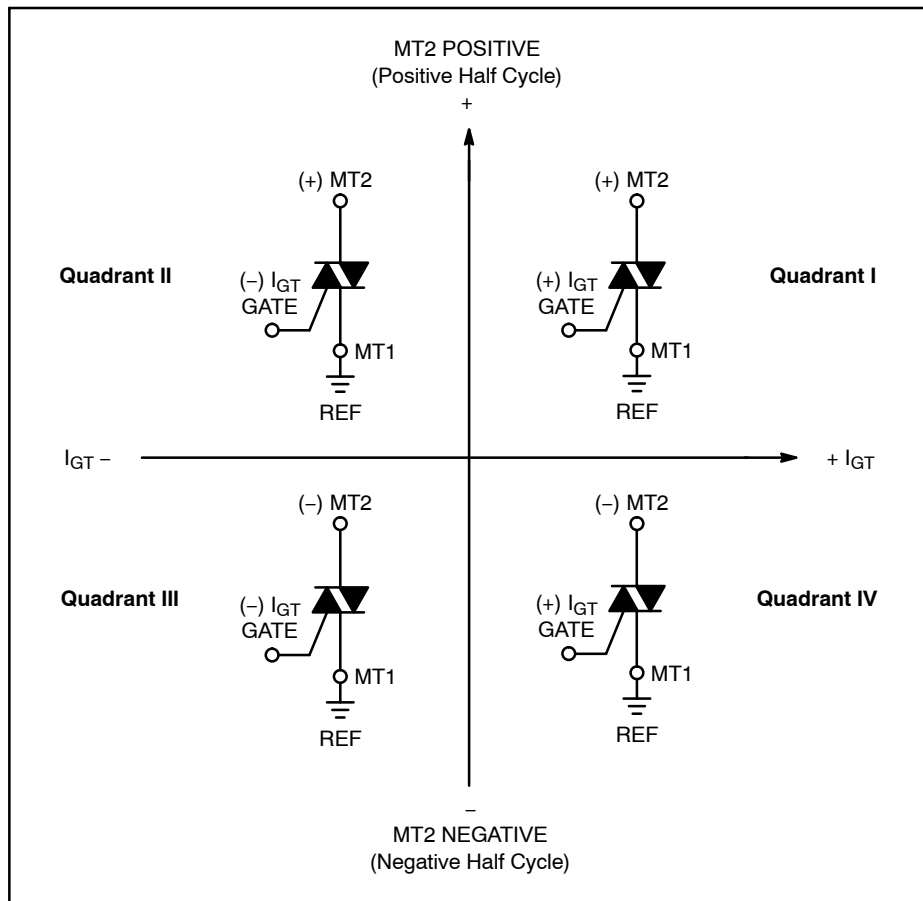 MT2 POSITIVE
(Positive Half Cycle)
+
(+) MT2
(+) MT2
Quadrant II
(−) IGT
GATE
(+) IGT
GATE
Quadrant I
MT1
MT1
REF
REF
IGT −
+ IGT
(−) MT2
(−) MT2
Quadrant III
(−) IGT
GATE
(+) IGT
GATE
Quadrant IV
MT1
MT1
REF
REF
−
MT2 NEGATIVE
(Negative Half Cycle)